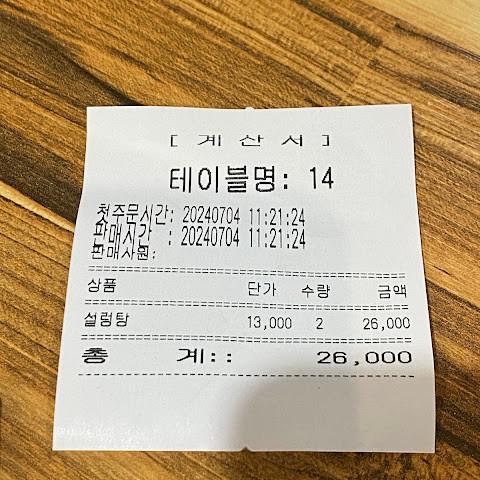 [ 계 산 서 ]
테이블명: 14
첫주문시간: 20240704 11:21:24
판매시간 : 20240704 11:21:24
판매사원:
상품 단가 수량 금액
설렁탕 13,000 2 26,000
총 계:: 26,000